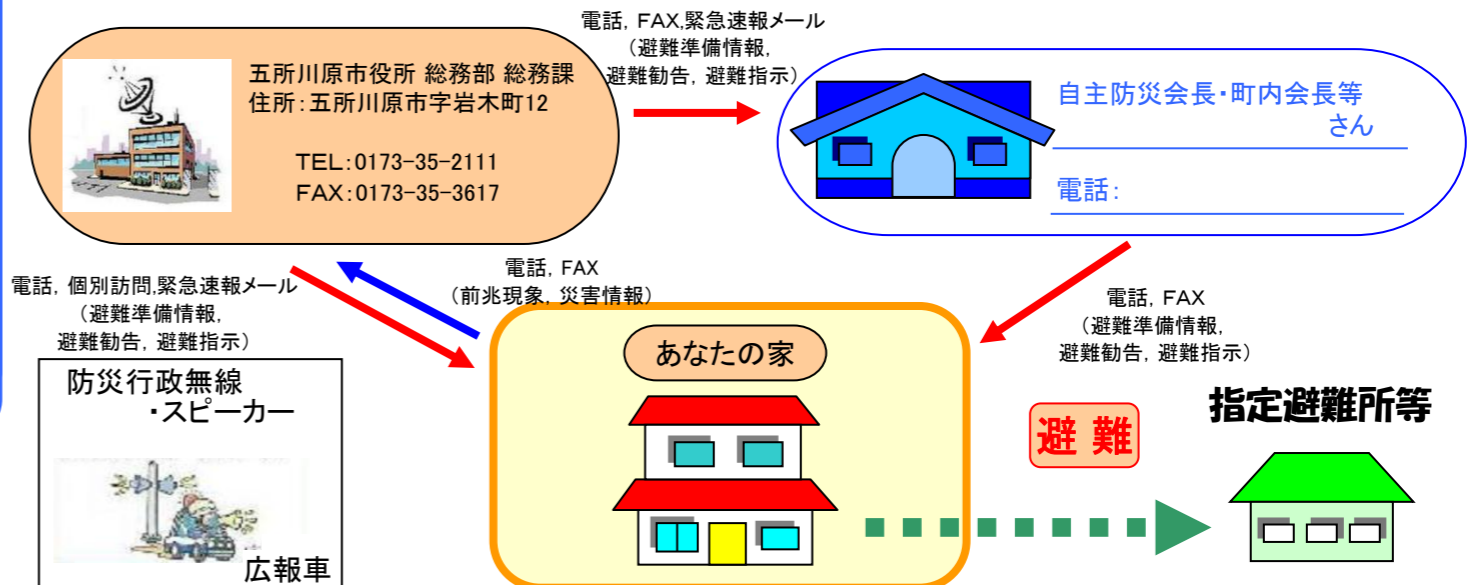 電話, FAX,緊急速報メール
(避難準備情報,
避難勧告, 避難指示)
五所川原市役所 総務部 総務課
住所:五所川原市字岩木町12
TEL:0173-35-2111
FAX:0173-35-3617
自主防災会長・町内会長等
さん
電話:
電話, 個別訪問,緊急速報メール
(避難準備情報,
避難勧告, 避難指示)
電話, FAX
(前兆現象, 災害情報)
電話, FAX
(避難準備情報,
避難勧告, 避難指示)
防災行政無線
・スピーカー
広報車
あなたの家
避 難
指定避難所等